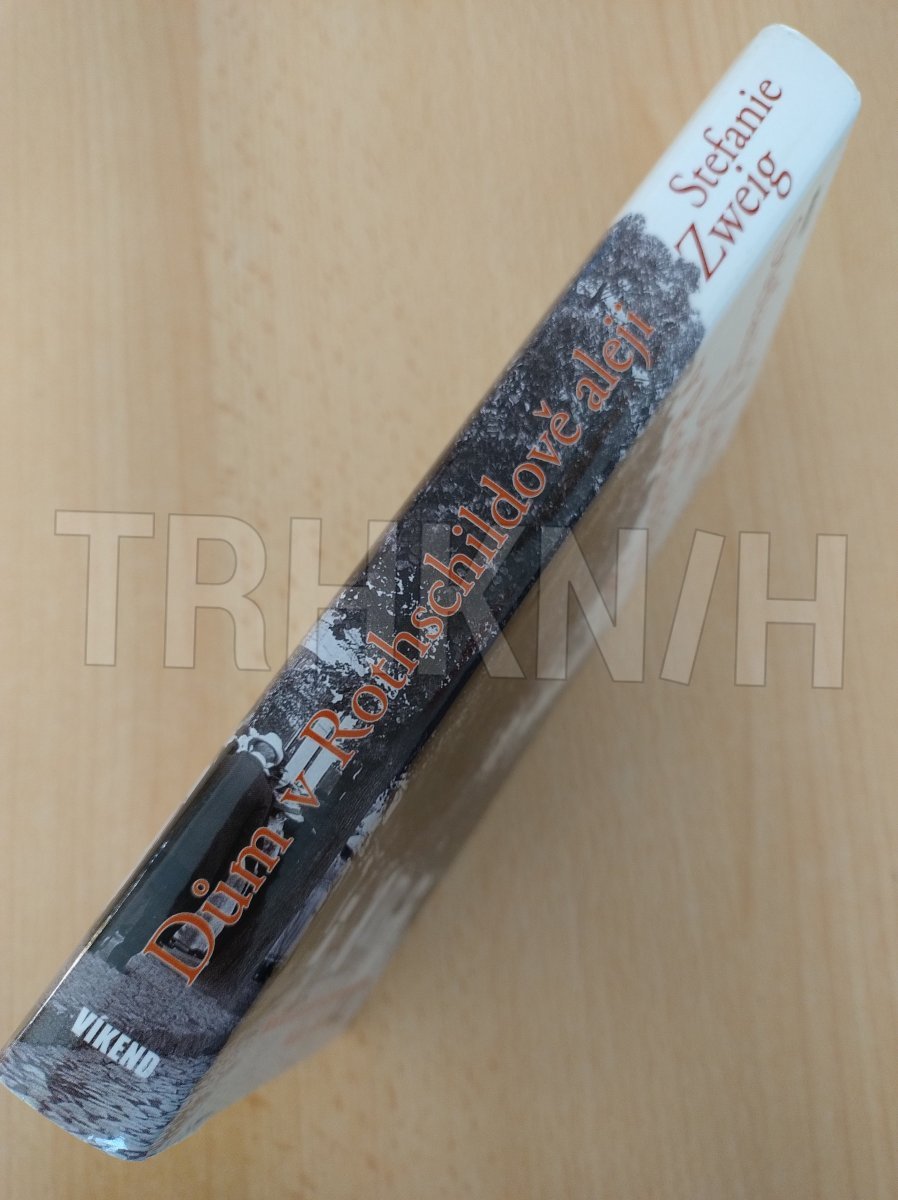 Stefanie
Zweig
Dům v Rothschildově aleji
VÍKEND
TRHKNIH